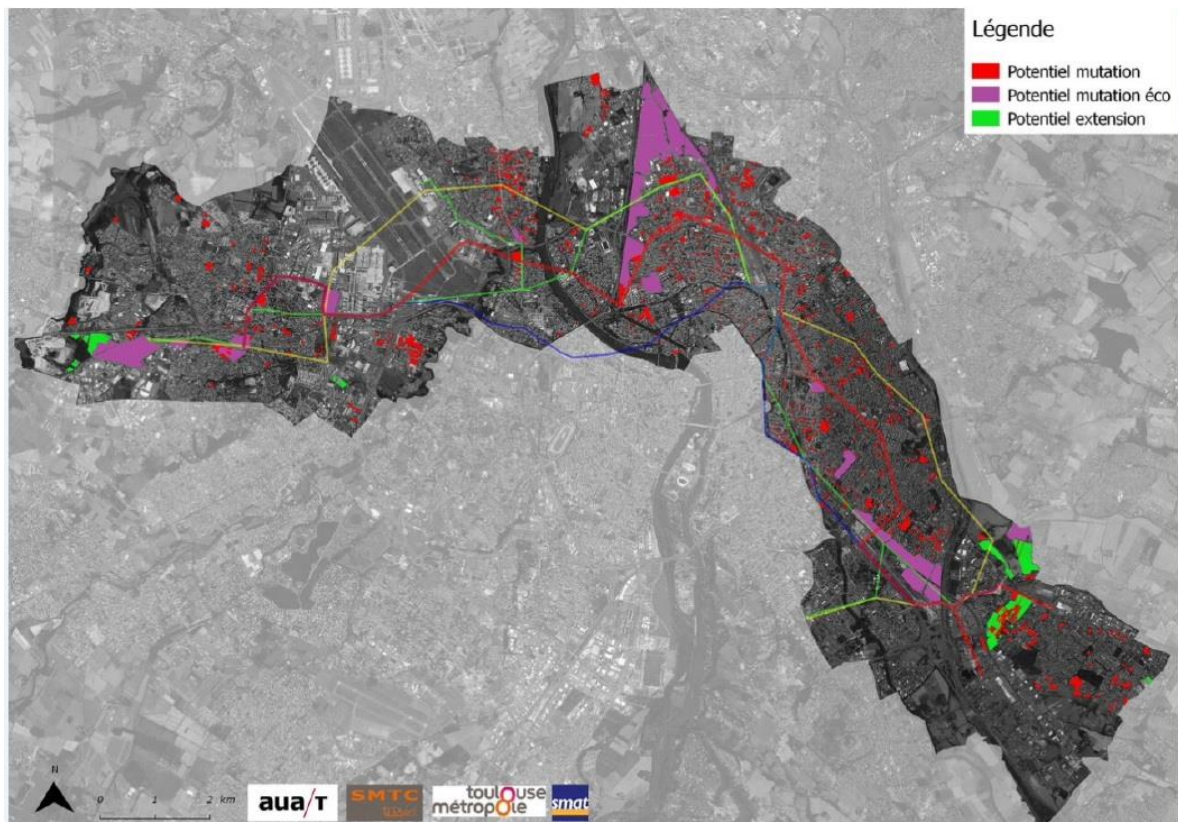 Légende
Potentiel mutation
Potentiel mutation éco
Potentiel extension
N
0 1 2 km
aua/T
SMTC
toulouse
métropole
smat